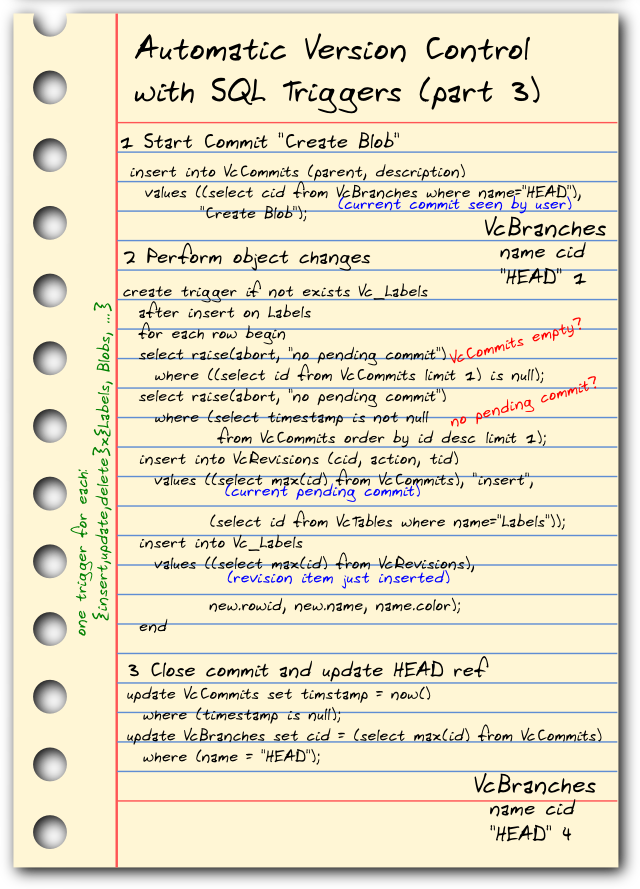 Automatic Version Control
with SQL Triggers (part 3)
1 Start Commit "Create Blob"
insert into VcCommits (parent, description)
values ((select cid from VcBranches where name="HEAD"),
(current commit seen by user)
"Create Blob");
VcBranches
name cid
"HEAD" 1
2 Perform object changes
create trigger if not exists Vc_Labels
after insert on Labels
for each row begin
select raise(abort, "no pending commit")
VcCommits empty?
where ((select id from VcCommits limit 1) is null);
select raise(abort, "no pending commit")
no pending commit?
where (select timestamp is not null
from VcCommits order by id desc limit 1);
insert into VcRevisions (cid, action, tid)
values ((select max(id) from VcCommits), "insert",
(current pending commit)
(select id from VcTables where name="Labels"));
insert into Vc_Labels
values ((select max(id) from VcRevisions),
(revision item just inserted)
new.rowid, new.name, name.color);
end
one trigger for each:
{insert,update,delete}x{Labels, Blobs, ...}
3 Close commit and update HEAD ref
update VcCommits set timstamp = now()
where (timestamp is null);
update VcBranches set cid = (select max(id) from VcCommits)
where (name = "HEAD");
VcBranches
name cid
"HEAD" 4